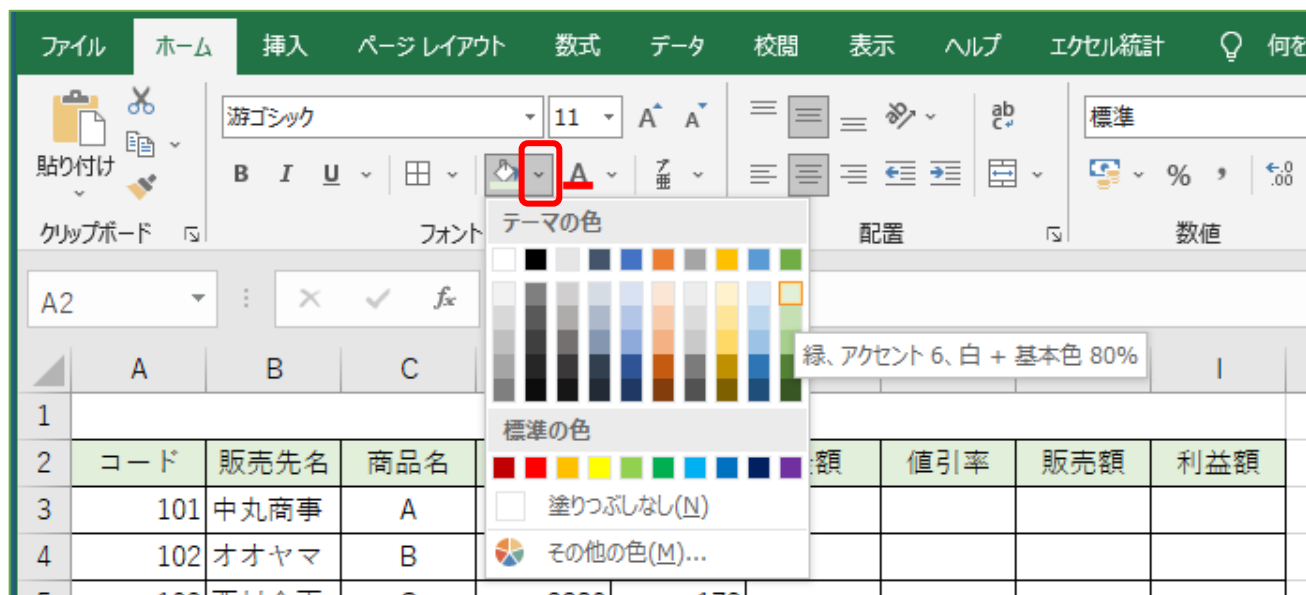 ファイル ホーム 挿入 ページ レイアウト 数式 データ 校閲 表示 ヘルプ エクセル統計 何を
游ゴシック 11 A A ab 標準
貼り付け B I U A ア亜 % , .00
クリップボード フォント 配置 数値
テーマの色
A2 fx
緑、アクセント 6、白 + 基本色 80%
A B C I
1
標準の色
2 コード 販売先名 商品名 額 値引率 販売額 利益額
3 101 中丸商事 A
塗りつぶしなし(N)
4 102 オオヤマ B
その他の色(M)...